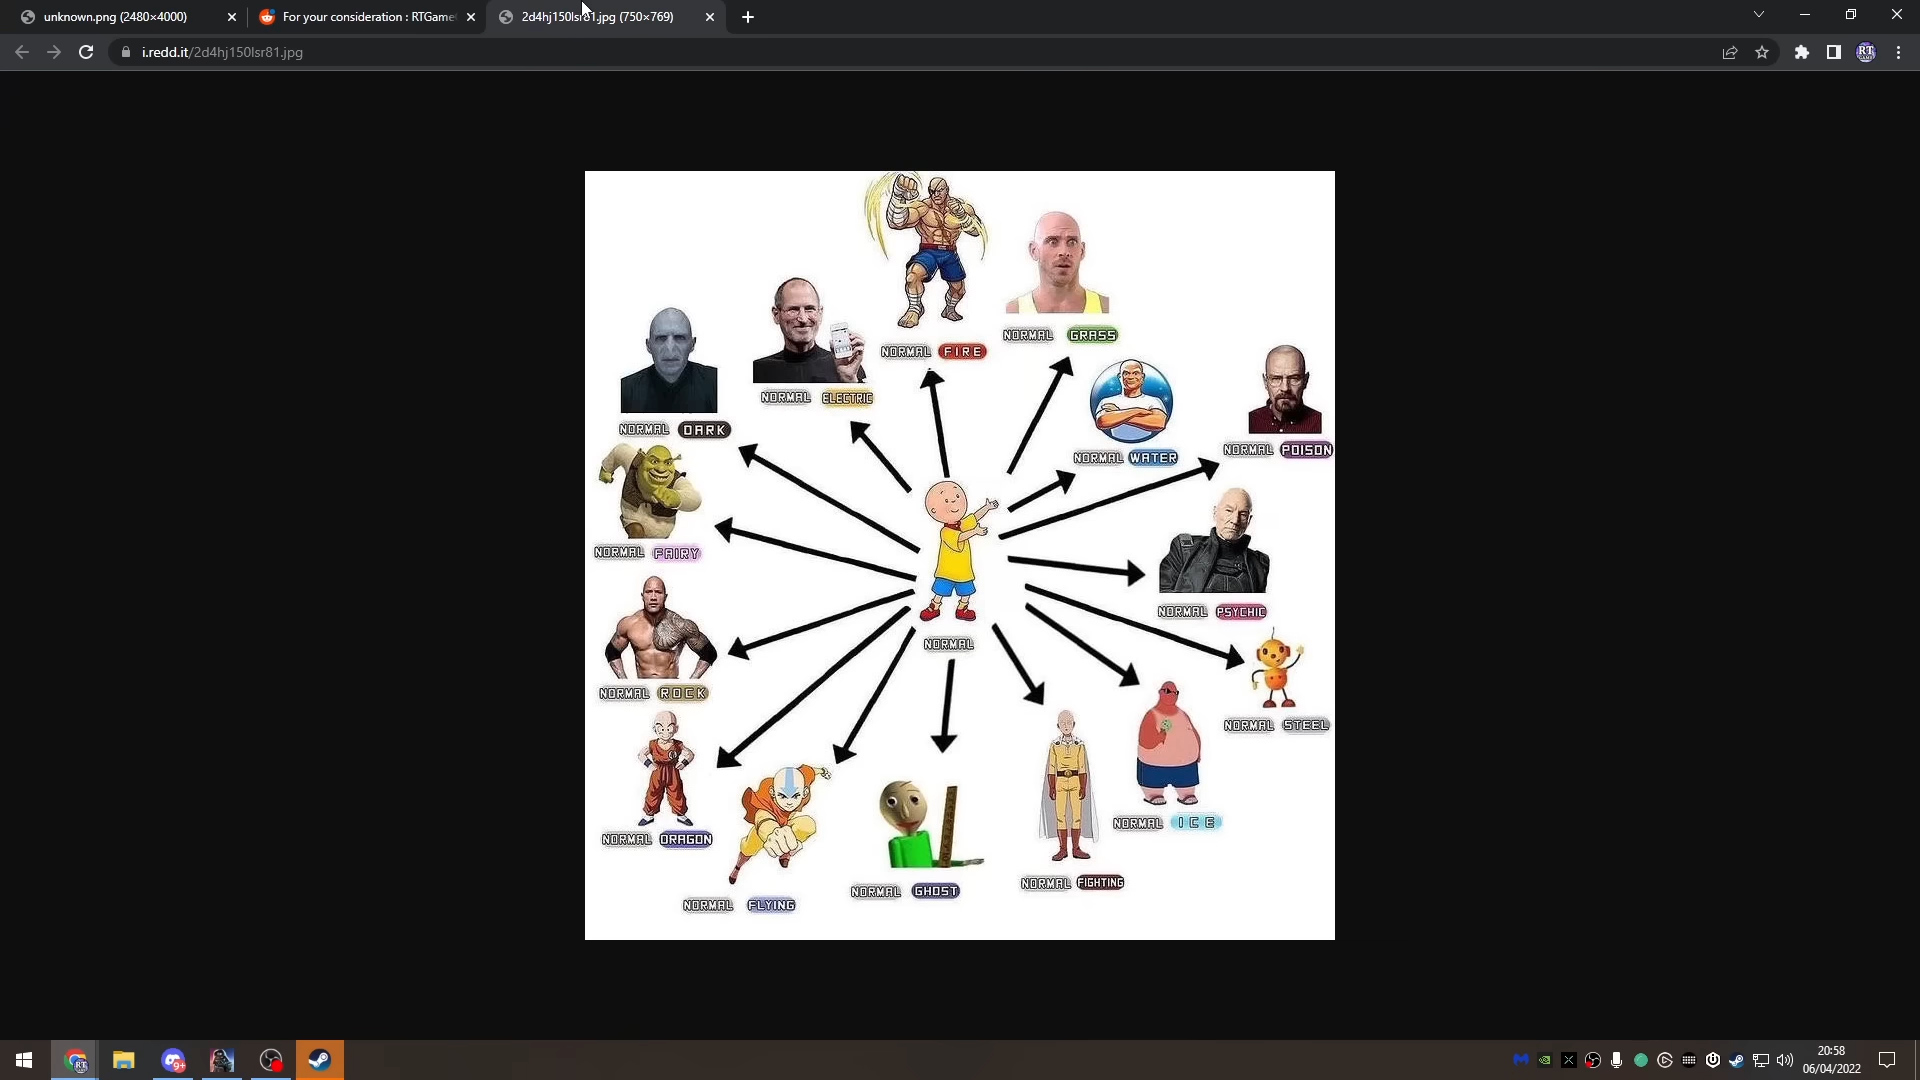 unknown.png (2480×4000)
For your consideration : RTGame
2d4hj150lsr81.jpg (750×769)
i.redd.it/2d4hj150lsr81.jpg
NORMAL GRASS
NORMAL FIRE
NORMAL ELECTRIC
NORMAL DARK
NORMAL WATER
NORMAL POISON
NORMAL FAIRY
NORMAL PSYCHIC
NORMAL
NORMAL ROCK
NORMAL STEEL
NORMAL ICE
NORMAL DRAGON
NORMAL FIGHTING
NORMAL GHOST
NORMAL FLYING
RT
9+
20:58
06/04/2022